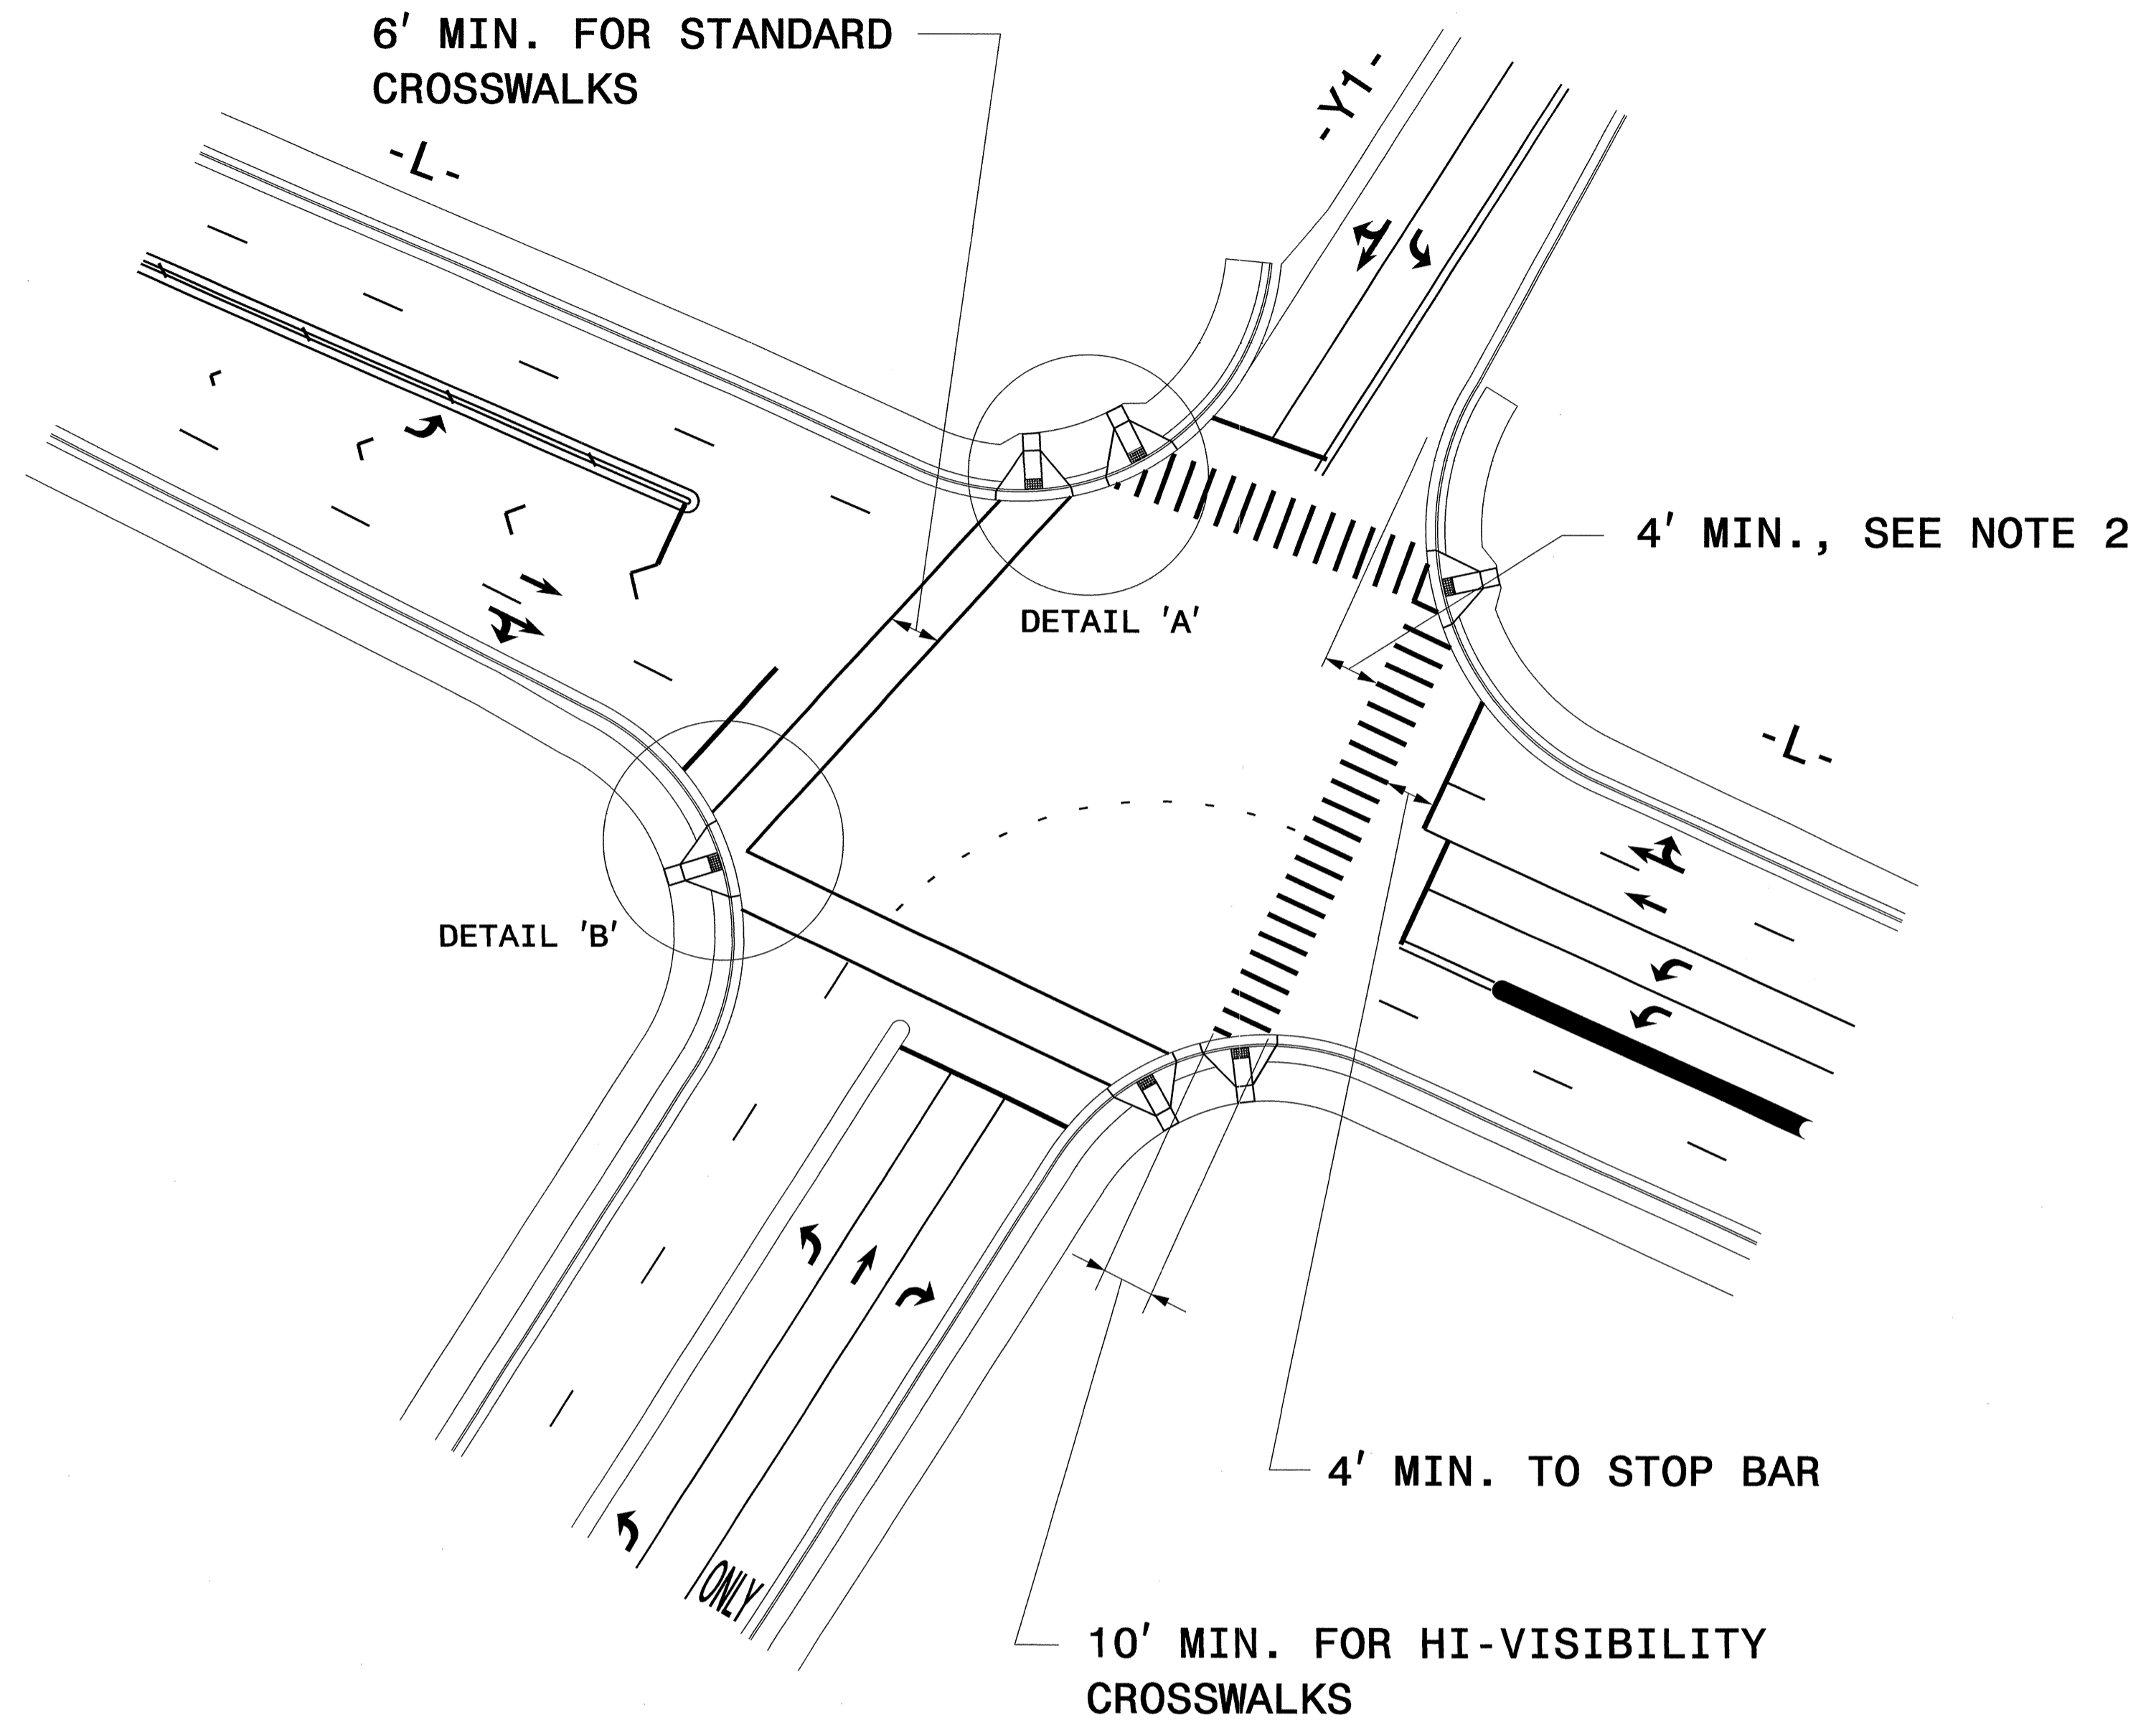 6' MIN. FOR STANDARD
CROSSWALKS
-Y1-
-L-
4' MIN., SEE NOTE 2
DETAIL 'A'
-L-
DETAIL 'B'
4' MIN. TO STOP BAR
ONLY
10' MIN. FOR HI-VISIBILITY
CROSSWALKS